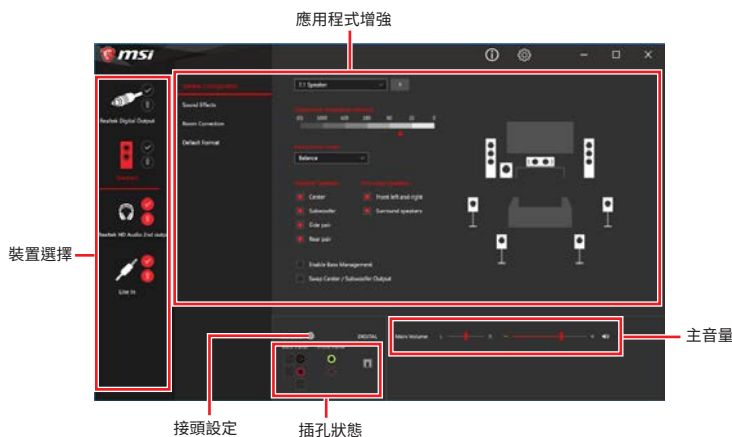 應用程式增強
msi
Realtek Digital Output
Speakers
Realtek HD Audio 2nd output
Line In
Speaker Configuration
Sound Effects
Room Correction
Default Format
7.1 Speaker
Balance
Center
Subwoofer
Side pair
Rear pair
Front left and right
Surround speakers
Enable Bass Management
Swap Center / Subwoofer Output
DIGITAL
Main Volume
L
R
-
+
裝置選擇
主音量
接頭設定
插孔狀態